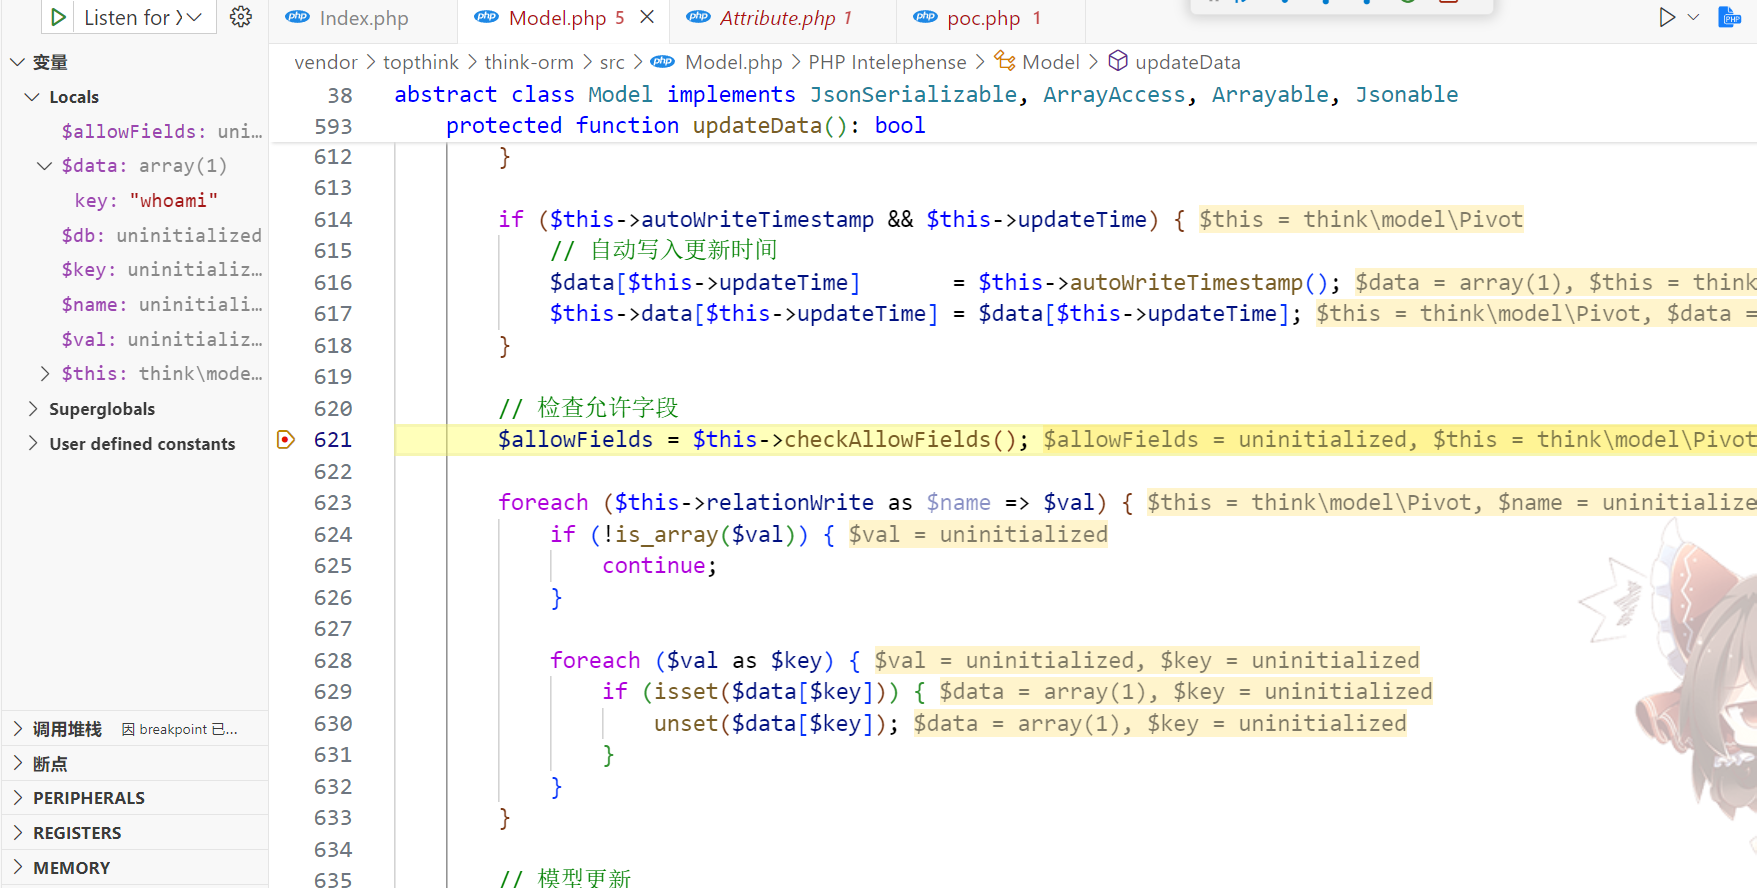 Listen for
php Index.php
php Model.php 5
php Attribute.php 1
php poc.php 1
PHP
变量
Locals
$allowFields: uni...
$data: array(1)
key: "whoami"
$db: uninitialized
$key: uninitializ...
$name: uninitiali...
$val: uninitializ...
$this: think\mode...
Superglobals
User defined constants
调用堆栈 因 breakpoint 已...
断点
PERIPHERALS
REGISTERS
MEMORY
vendor > topthink > think-orm > src > php Model.php > PHP Intelephense > Model > updateData
38 abstract class Model implements JsonSerializable, ArrayAccess, Arrayable, Jsonable
593 protected function updateData(): bool
612 }
613
614 if ($this->autoWriteTimestamp && $this->updateTime) { $this = think\model\Pivot
615 // 自动写入更新时间
616 $data[$this->updateTime] = $this->autoWriteTimestamp(); $data = array(1), $this = think
617 $this->data[$this->updateTime] = $data[$this->updateTime]; $this = think\model\Pivot, $data =
618 }
619
620 // 检查允许字段
621 $allowFields = $this->checkAllowFields(); $allowFields = uninitialized, $this = think\model\Pivot
622
623 foreach ($this->relationWrite as $name => $val) { $this = think\model\Pivot, $name = uninitialize
624 if (!is_array($val)) { $val = uninitialized
625 continue;
626 }
627
628 foreach ($val as $key) { $val = uninitialized, $key = uninitialized
629 if (isset($data[$key])) { $data = array(1), $key = uninitialized
630 unset($data[$key]); $data = array(1), $key = uninitialized
631 }
632 }
633 }
634
635 // 模型更新